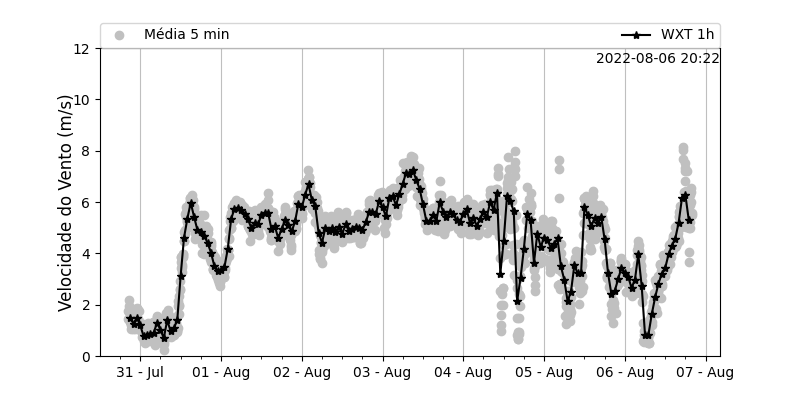 Média 5 min
WXT 1h
2022-08-06 20:22
Velocidade do Vento (m/s)
12
10
8
6
4
2
0
31 - Jul
01 - Aug
02 - Aug
03 - Aug
04 - Aug
05 - Aug
06 - Aug
07 - Aug